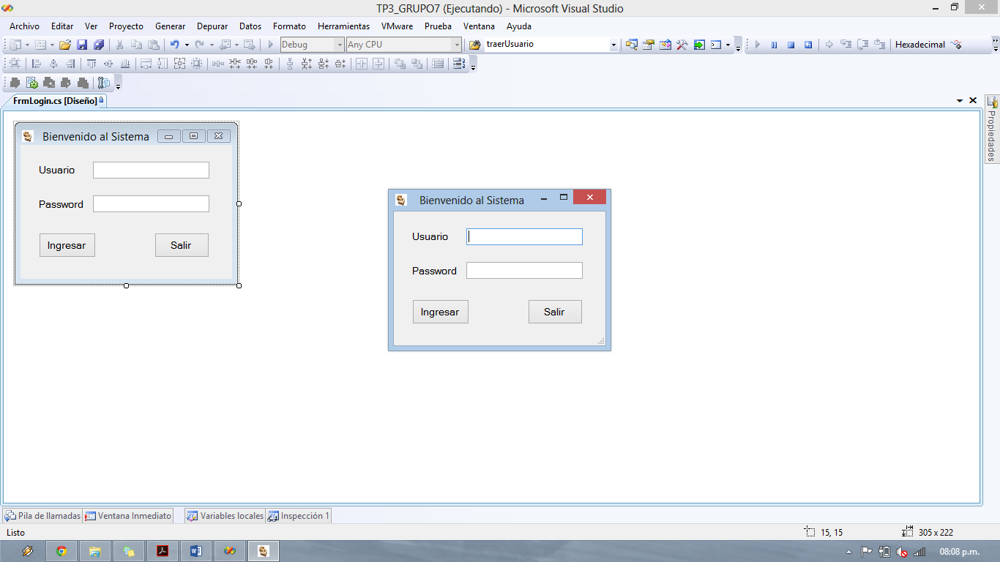 TP3_GRUPO7 (Ejecutando) - Microsoft Visual Studio
Archivo Editar Ver Proyecto Generar Depurar Datos Formato Herramientas VMware Prueba Ventana Ayuda
Debug Any CPU traerUsuario Hexadecimal
FrmLogin.cs [Diseño]
Propiedades
Bienvenido al Sistema
Usuario
Password
Ingresar Salir
Bienvenido al Sistema
Usuario
Password
Ingresar Salir
Pila de llamadas Ventana Inmediato Variables locales Inspección 1
Listo 15, 15 305 x 222
08:08 p.m.